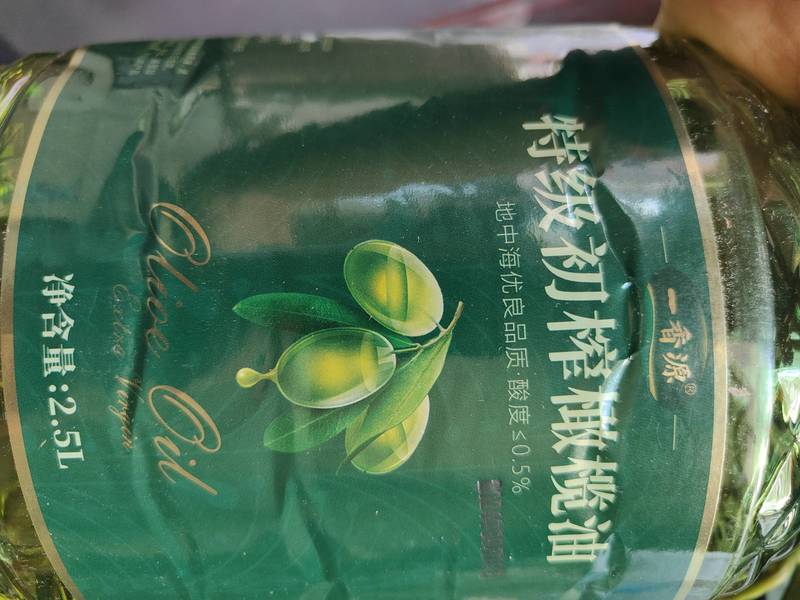 一香源®
特级初榨橄榄油
地中海优良品质·酸度≤0.5%
Olive Oil
Extra Virgin
净含量:2.5L